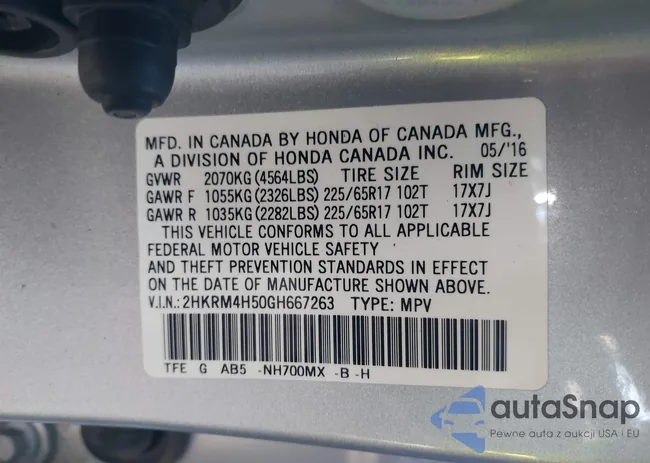 MFD. IN CANADA BY HONDA OF CANADA MFG.,
A DIVISION OF HONDA CANADA INC. 05/'16
GVWR 2070KG(4564LBS) TIRE SIZE RIM SIZE
GAWR F 1055KG(2326LBS) 225/65R17 102T 17X7J
GAWR R 1035KG(2282LBS) 225/65R17 102T 17X7J
THIS VEHICLE CONFORMS TO ALL APPLICABLE
FEDERAL MOTOR VEHICLE SAFETY
AND THEFT PREVENTION STANDARDS IN EFFECT
ON THE DATE OF MANUFACTURE SHOWN ABOVE.
V.I.N.:2HKRM4H50GH667263 TYPE: MPV
TFE G AB5 -NH700MX -B -H
autaSnap
Pewne auta z aukcji USA i EU